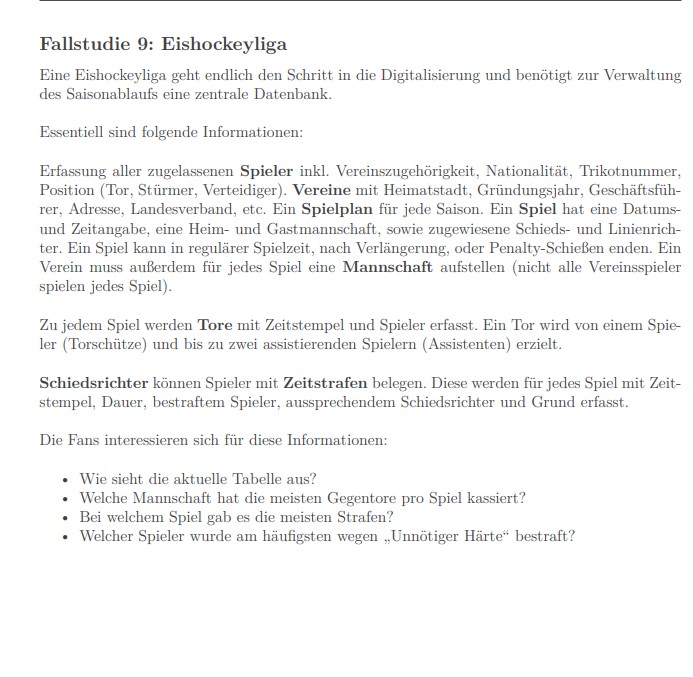 Fallstudie 9: Eishockeyliga
Eine Eishockeyliga geht endlich den Schritt in die Digitalisierung und benötigt zur Verwaltung
des Saisonablaufs eine zentrale Datenbank.
Essentiell sind folgende Informationen:
Erfassung aller zugelassenen Spieler inkl. Vereinszugehörigkeit, Nationalität, Trikotnummer,
Position (Tor, Stürmer, Verteidiger). Vereine mit Heimatstadt, Gründungsjahr, Geschäftsfüh-
rer, Adresse, Landesverband, etc. Ein Spielplan für jede Saison. Ein Spiel hat eine Datums-
und Zeitangabe, eine Heim- und Gastmannschaft, sowie zugewiesene Schieds- und Linienrich-
ter. Ein Spiel kann in regulärer Spielzeit, nach Verlängerung, oder Penalty-Schießen enden. Ein
Verein muss außerdem für jedes Spiel eine Mannschaft aufstellen (nicht alle Vereinsspieler
spielen jedes Spiel).
Zu jedem Spiel werden Tore mit Zeitstempel und Spieler erfasst. Ein Tor wird von einem Spie-
ler (Torschütze) und bis zu zwei assistierenden Spielern (Assistenten) erzielt.
Schiedsrichter können Spieler mit Zeitstrafen belegen. Diese werden für jedes Spiel mit Zeit-
stempel, Dauer, bestraftem Spieler, aussprechendem Schiedsrichter und Grund erfasst.
Die Fans interessieren sich für diese Informationen:
• Wie sieht die aktuelle Tabelle aus?
• Welche Mannschaft hat die meisten Gegentore pro Spiel kassiert?
• Bei welchem Spiel gab es die meisten Strafen?
• Welcher Spieler wurde am häufigsten wegen „Unnötiger Härte“ bestraft?